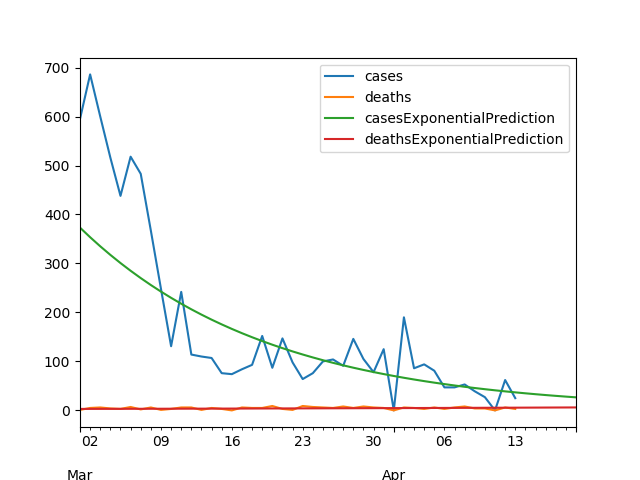 700
600
500
400
300
200
100
0
cases
deaths
casesExponentialPrediction
deathsExponentialPrediction
02 09 16 23 30 06 13
Mar Apr